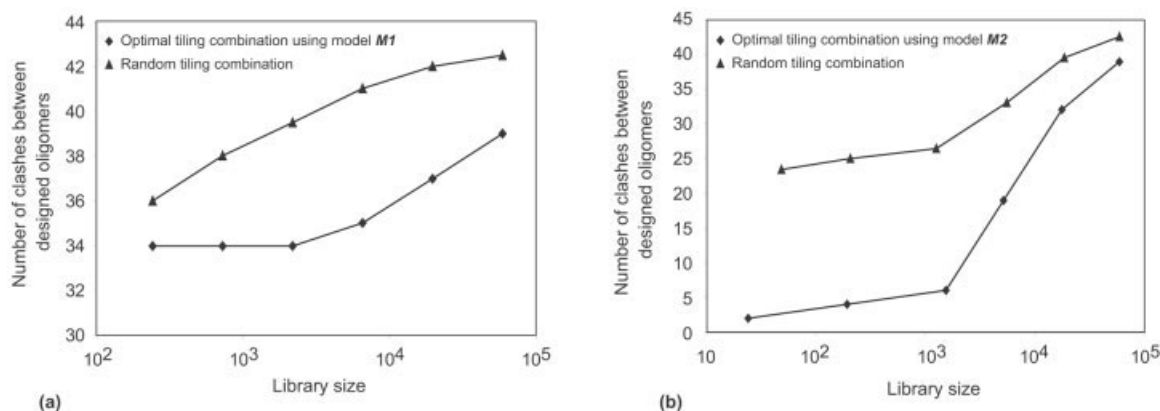 44
42
40
38
36
34
32
30
Number of clashes between
designed oligomers
Optimal tiling combination using model M1
Random tiling combination
10²
10³
10⁴
10⁵
Library size
(a)
45
40
35
30
25
20
15
10
5
0
Number of clashes between
designed oligomers
Optimal tiling combination using model M2
Random tiling combination
10
10²
10³
10⁴
10⁵
Library size
(b)